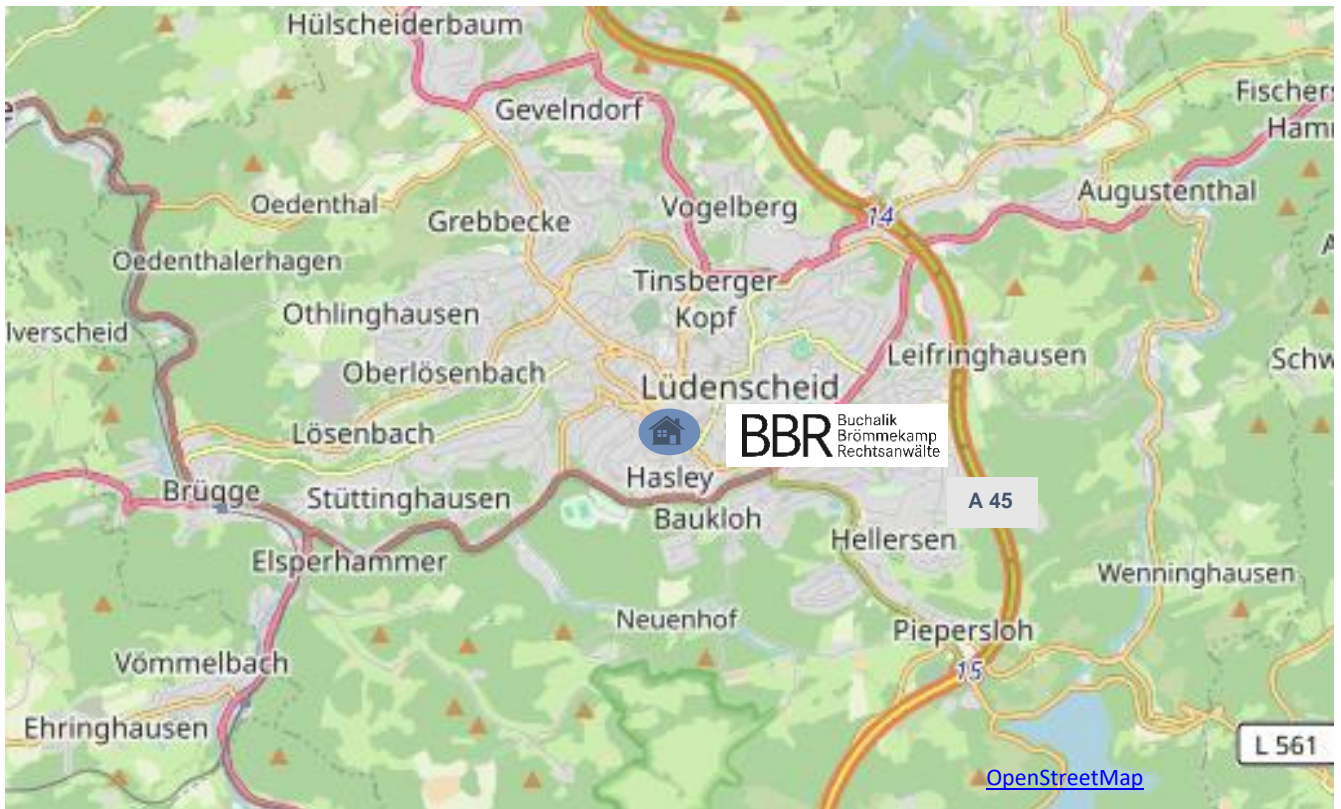 Hülscheiderbaum
Gevelndorf
Fischers
Ham
Augustenthal
Oedenthal
Grebbecke
Vogelberg
14
Oedenthalerhagen
Tinsberger
Kopf
Othlinghausen
lverscheid
Leifringhausen
Schw
Oberlösenbach
Lüdenscheid
Lösenbach
BBR Buchalik
Brömmekamp
Rechtsanwälte
Hasley
Brügge
Stüttinghausen
A 45
Baukloh
Hellersen
Elsperhammer
Wenninghausen
Neuenhof
Piepersloh
Vömmelbach
15
Ehringhausen
L 561
OpenStreetMap